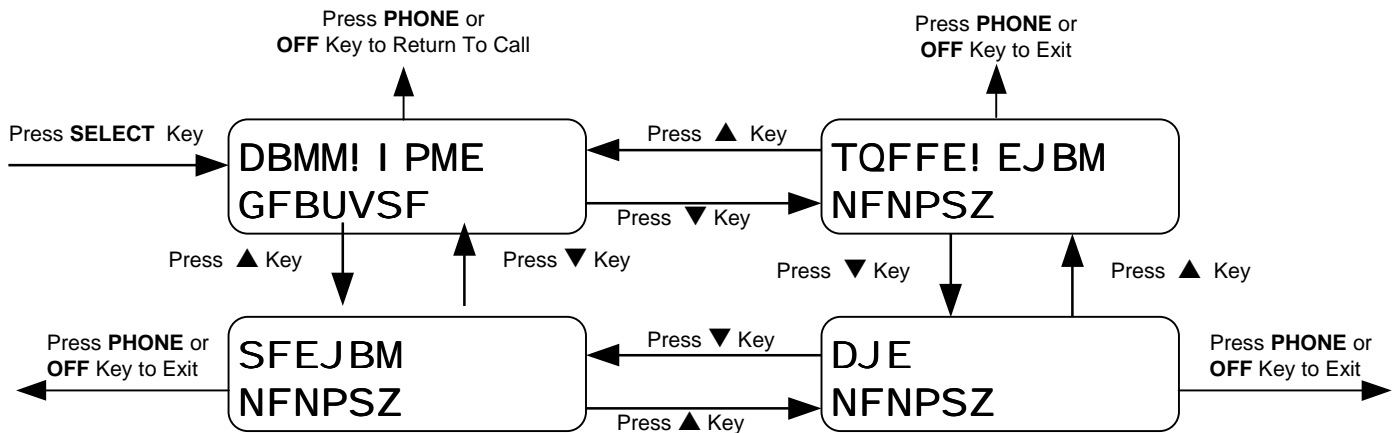 Press PHONE or
OFF Key to Return To Call
Press PHONE or
OFF Key to Exit
Press SELECT Key
DBMM! I PME
GFBUVSF
Press ▲ Key
Press ▼ Key
TQFFE! EJBM
NFNPSZ
Press ▲ Key
Press ▼ Key
Press ▼ Key
Press ▲ Key
Press PHONE or
OFF Key to Exit
SFEJBM
NFNPSZ
Press ▼ Key
Press ▲ Key
DJE
NFNPSZ
Press PHONE or
OFF Key to Exit